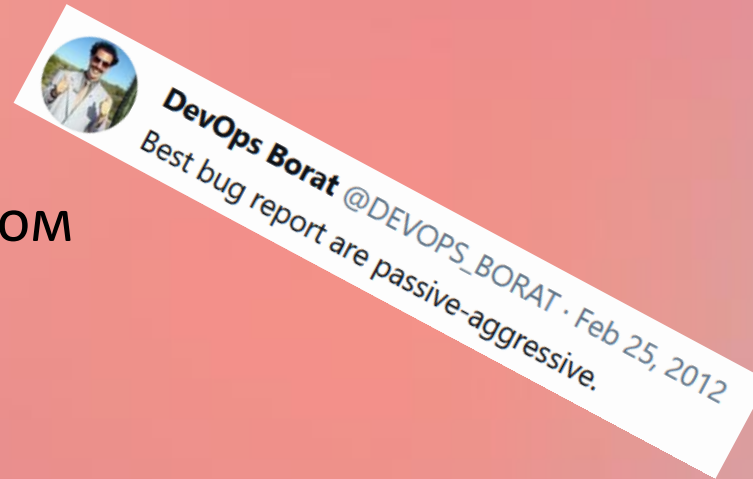 DevOps Borat @DEVOPS_BORAT · Feb 25, 2012
Best bug report are passive-aggressive.
OM